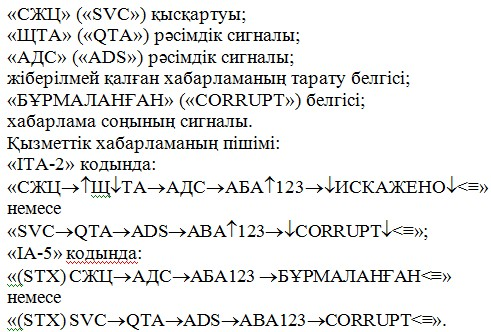 «СЖЦ» («SVC») қысқартуы;
«ЩТА» («QTA») рәсімдік сигналы;
«АДС» («ADS») рәсімдік сигналы;
жіберілмей қалған хабарламаның тарату белгісі;
«БҰРМАЛАНҒАН» («CORRUPT») белгісі;
хабарлама соңының сигналы.
Қызметтік хабарламаның пішімі:
«ITA-2» кодында:
«СЖЦ→↑Щ↓ТА→АДС→АБА↑123→↓ИСКАЖЕНО↓<≡»
немесе
«SVC→QTA→ADS→ABA↑123→↓CORRUPT↓<≡»;
«IA-5» кодында:
«(STX) СЖЦ→АДС→АБА123 →БҰРМАЛАНҒАН<≡»
немесе
«(STX) SVC→QTA→ADS→ABA123→CORRUPT<≡».